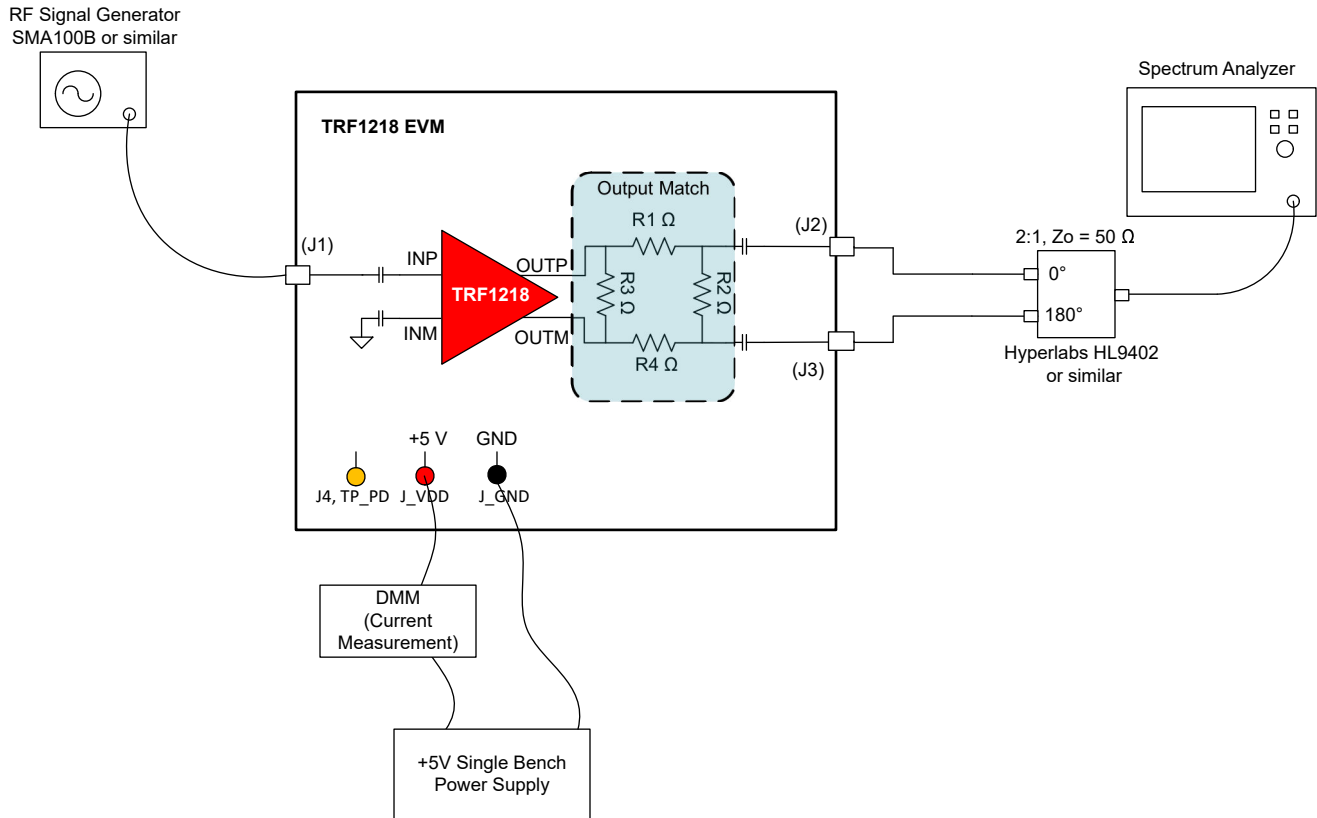 RF Signal Generator
SMA100B or similar
Spectrum Analyzer
TRF1218 EVM
Output Match
R1 Ω
(J2)
2:1, Zo = 50 Ω
(J1)
INP
OUTP
R3 Ω
R2 Ω
0°
TRF1218
180°
INM
OUTM
R4 Ω
(J3)
Hyperlabs HL9402
or similar
+5 V
GND
J4, TP_PD
J_VDD
J_GND
DMM
(Current
Measurement)
+5V Single Bench
Power Supply